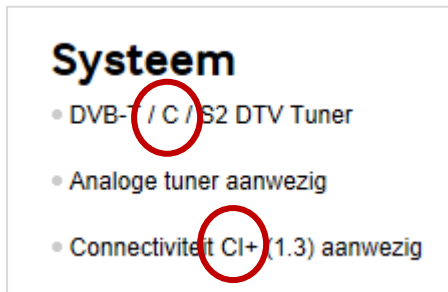 Systeem
DVB-T / C / S2 DTV Tuner
Analoge tuner aanwezig
Connectiviteit CI+ (1.3) aanwezig